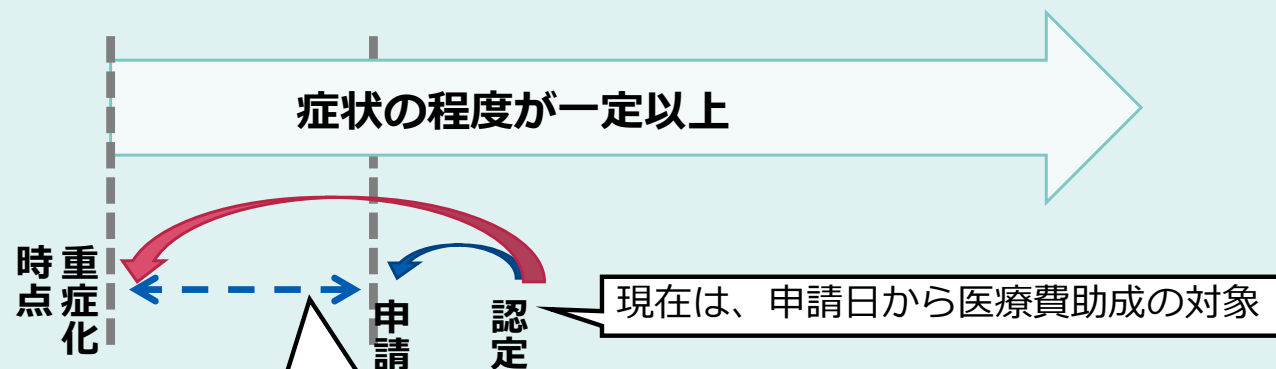 症状の程度が一定以上
重症化
時点
申請
認定
現在は、申請日から医療費助成の対象